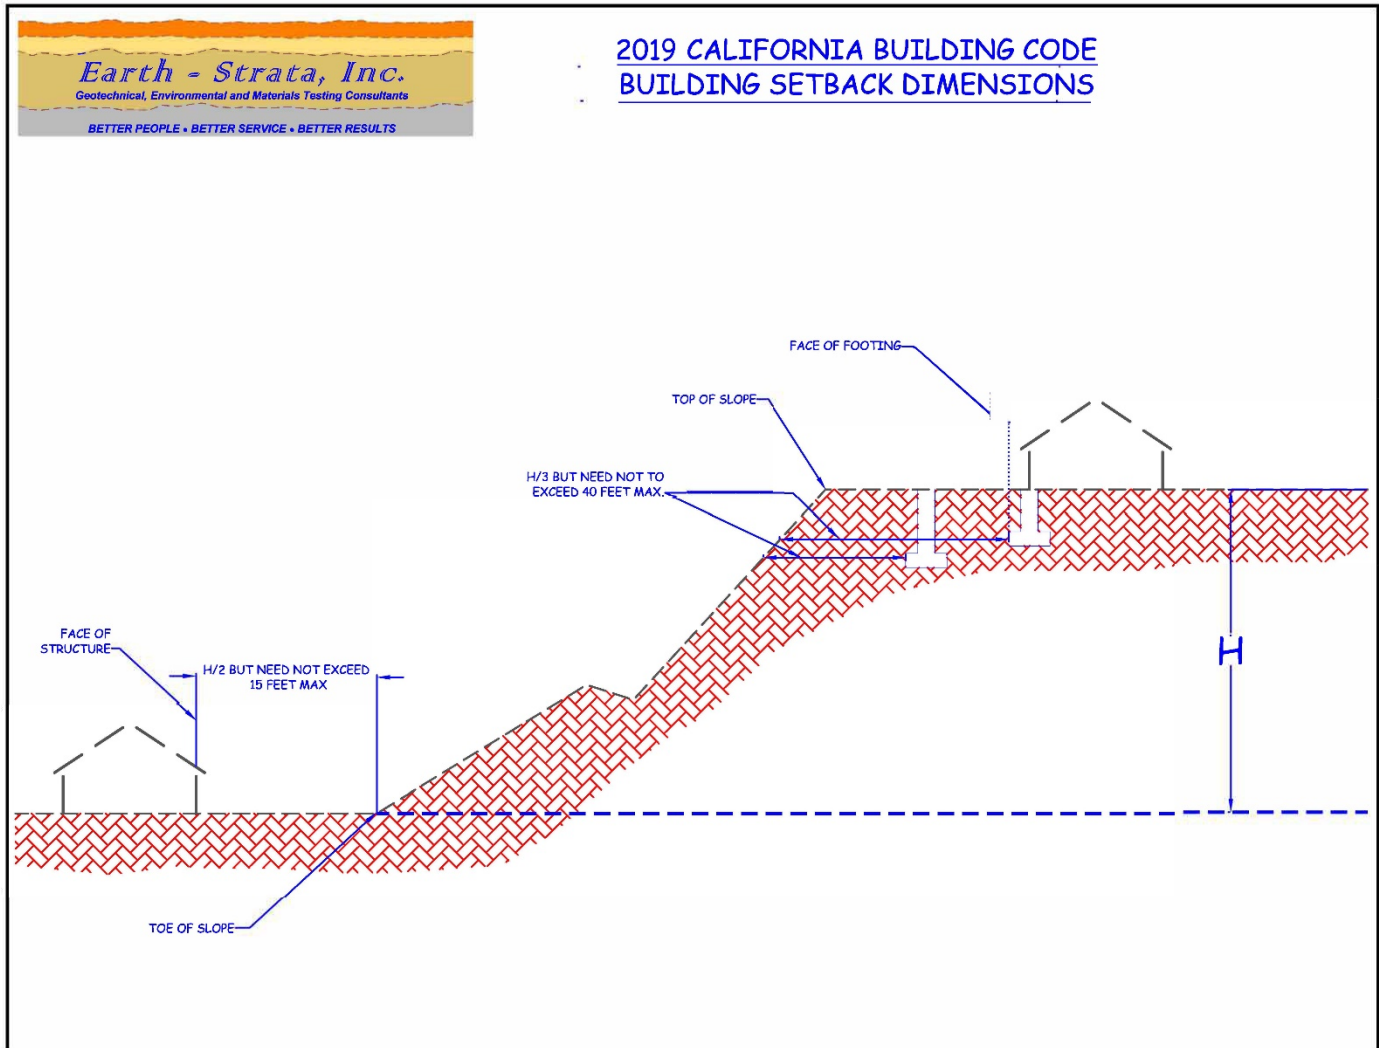 Earth - Strata, Inc.
Geotechnical, Environmental and Materials Testing Consultants
BETTER PEOPLE • BETTER SERVICE • BETTER RESULTS
2019 CALIFORNIA BUILDING CODE
BUILDING SETBACK DIMENSIONS
FACE OF FOOTING
TOP OF SLOPE
H/3 BUT NEED NOT TO
EXCEED 40 FEET MAX.
FACE OF
STRUCTURE
H/2 BUT NEED NOT EXCEED
15 FEET MAX
H
TOE OF SLOPE